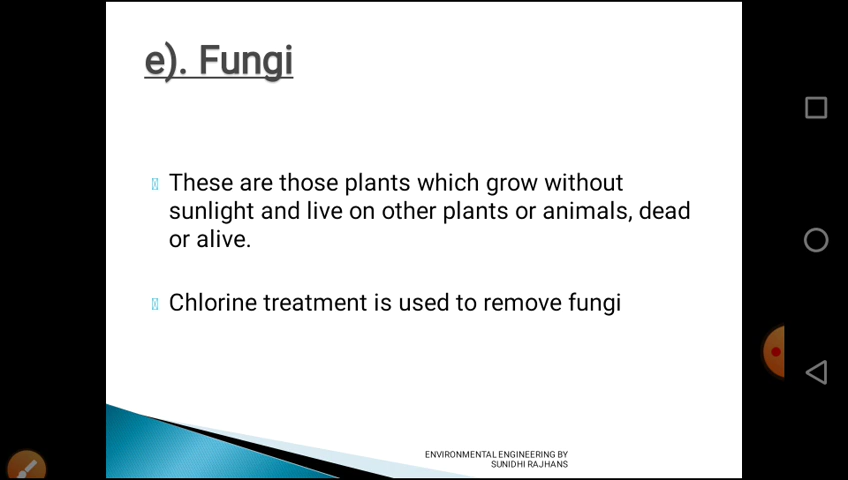 e). Fungi
These are those plants which grow without
sunlight and live on other plants or animals, dead
or alive.
Chlorine treatment is used to remove fungi
ENVIRONMENTAL ENGINEERING BY
SUNIDHI RAJHANS